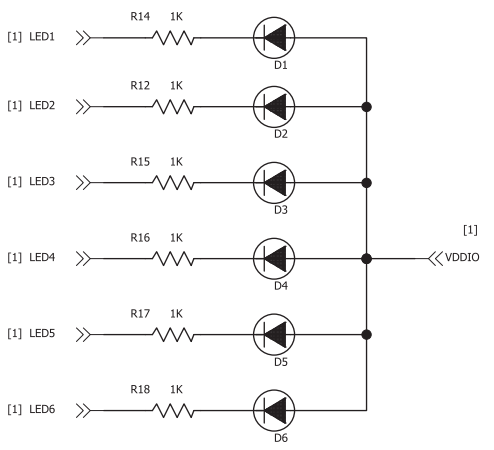 R14 1K
[1] LED1
D1
R12 1K
[1] LED2
D2
R15 1K
[1] LED3
D3
[1]
R16 1K
[1] LED4
VDDIO
D4
R17 1K
[1] LED5
D5
R18 1K
[1] LED6
D6